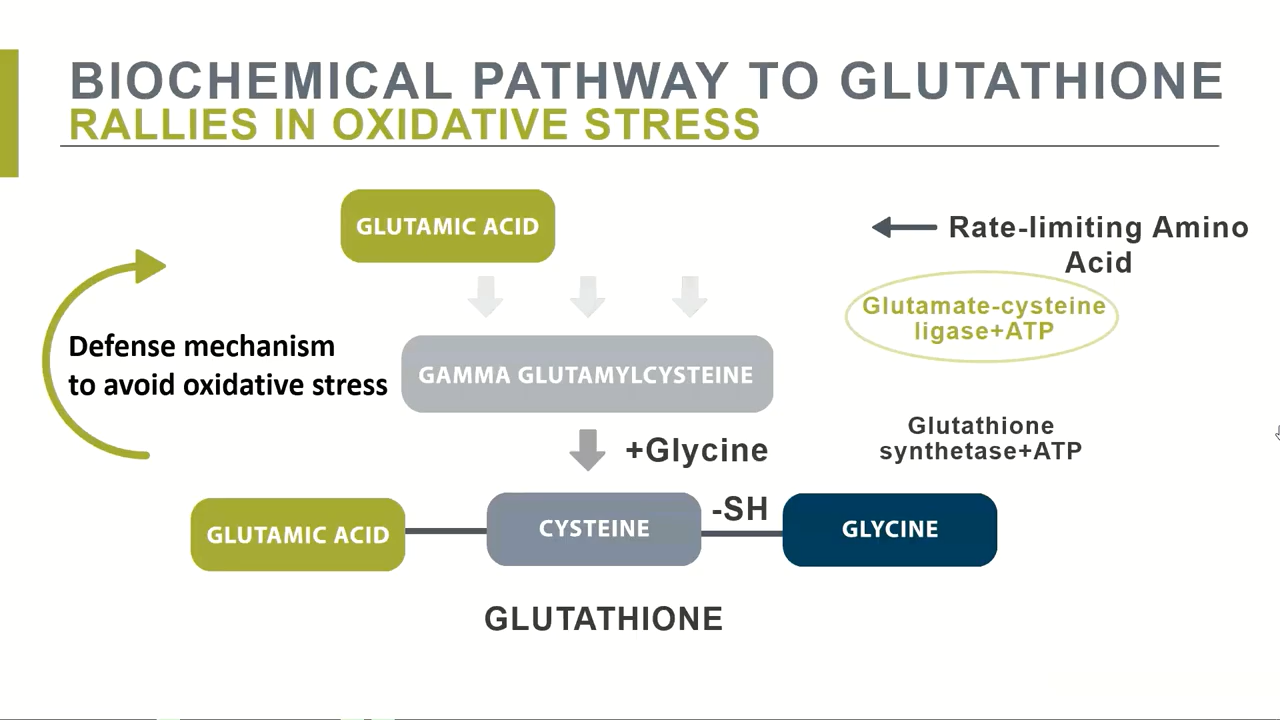 BIOCHEMICAL PATHWAY TO GLUTATHIONE
RALLIES IN OXIDATIVE STRESS
GLUTAMIC ACID
Rate-limiting Amino
Acid
Glutamate-cysteine
ligase+ATP
Defense mechanism
to avoid oxidative stress
GAMMA GLUTAMYLCYSTEINE
+Glycine
Glutathione
synthetase+ATP
GLUTAMIC ACID
CYSTEINE
-SH
GLYCINE
GLUTATHIONE